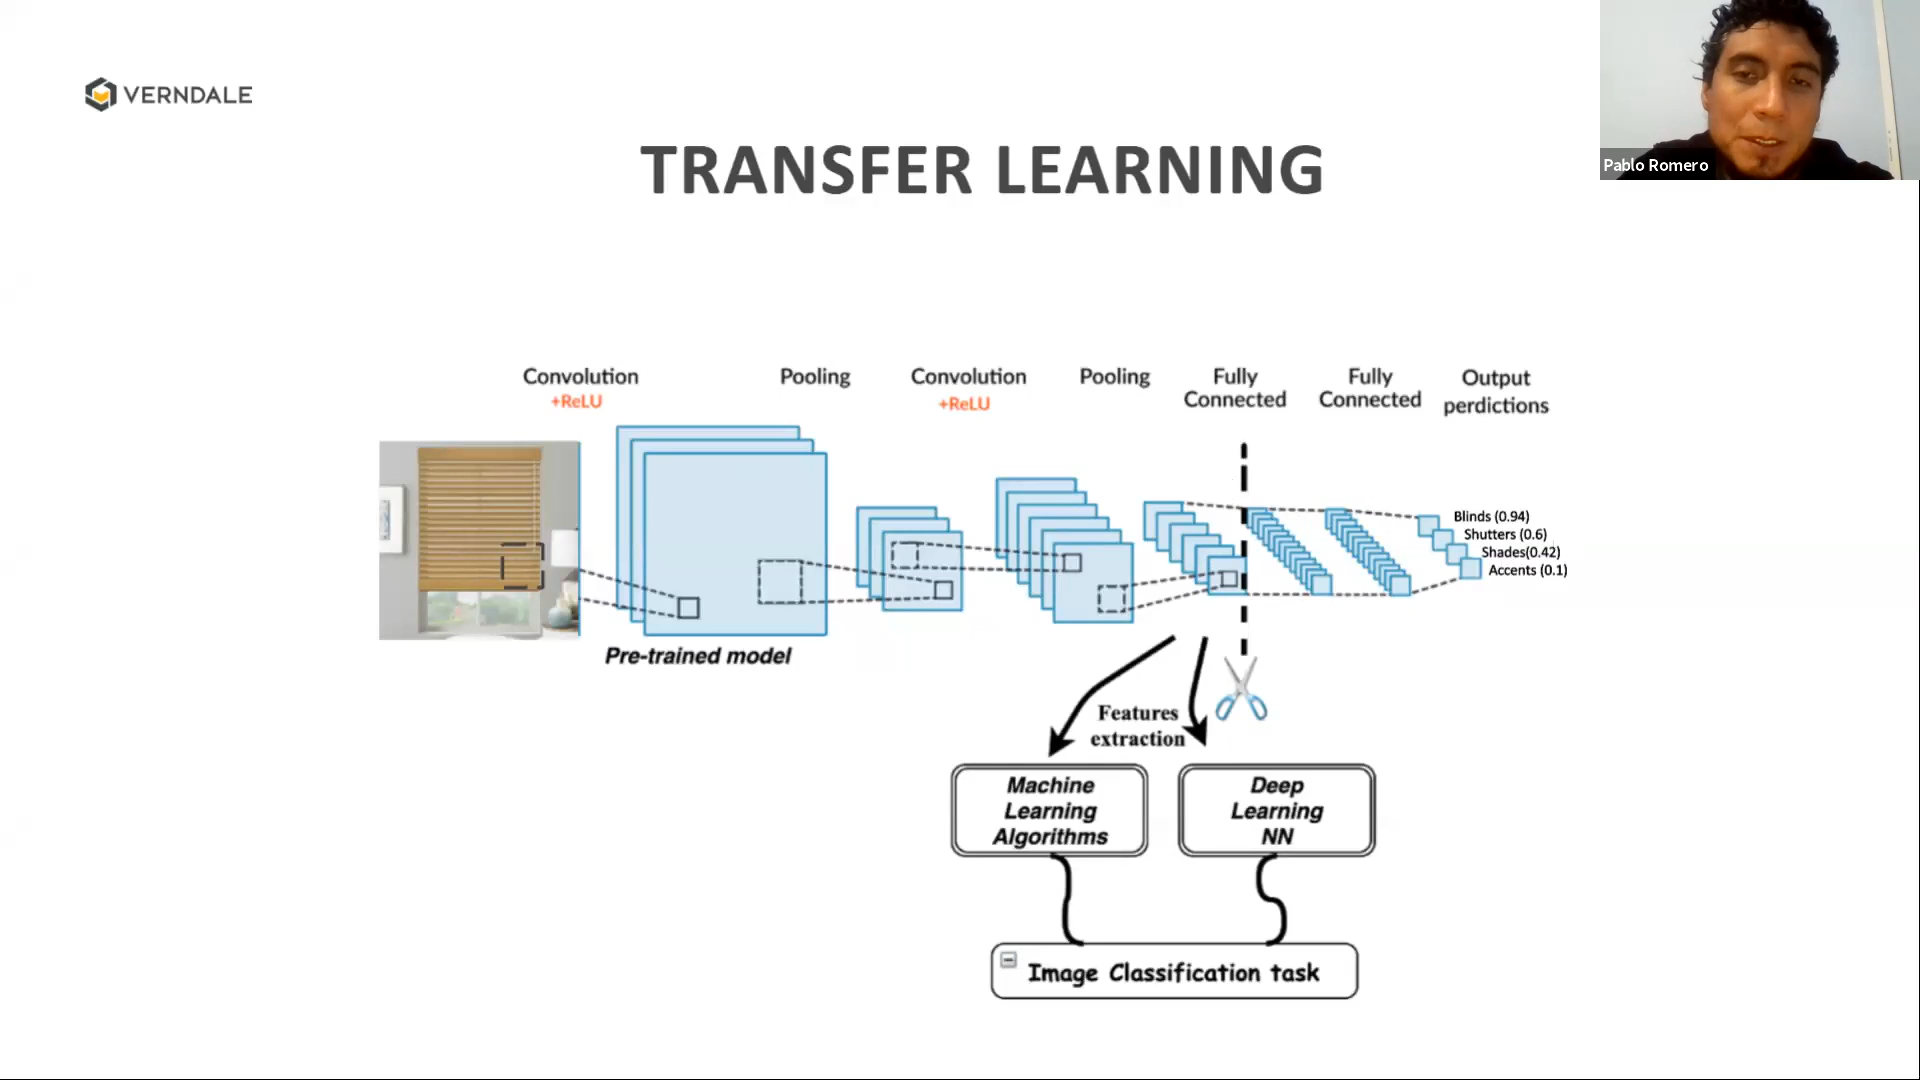 VERNDALE
Pablo Romero
TRANSFER LEARNING
Convolution
+ReLU
Pooling
Convolution
+ReLU
Pooling
Fully
Connected
Fully
Connected
Output
perdictions
Blinds (0.94)
Shutters (0.6)
Shades(0.42)
Accents (0.1)
Pre-trained model
Features
extraction
Machine
Learning
Algorithms
Deep
Learning
NN
Image Classification task